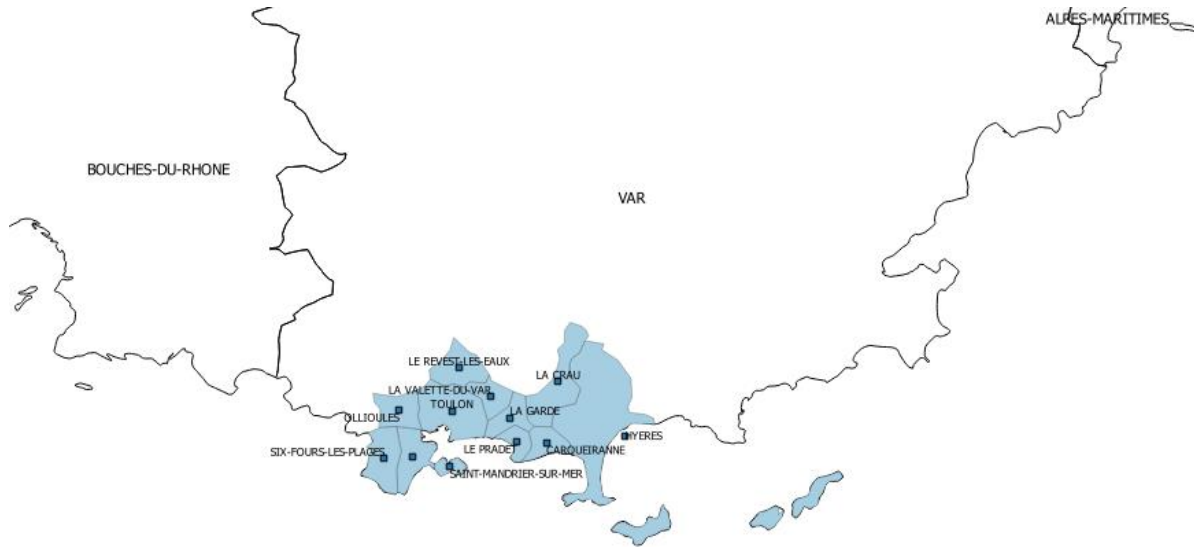 ALPES-MARITIMES
BOUCHES-DU-RHONE
VAR
LE REVEST-LES-EAUX
LA CRAU
LA VALETTE-DU-VAR
TOULON
OLLIOULES
LA GARDE
HYERES
SIX-FOURS-LES-PLAGES
LE PRADET
CARQUEIRANNE
SAINT-MANDRIER-SUR-MER